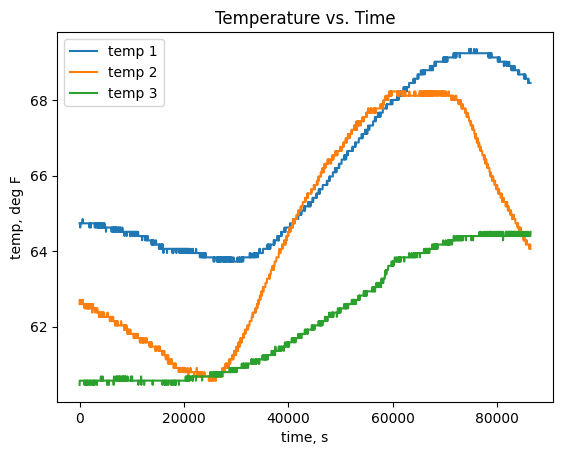 Temperature vs. Time
temp 1
temp 2
temp 3
temp, deg F
68
66
64
62
0
20000
40000
60000
80000
time, s